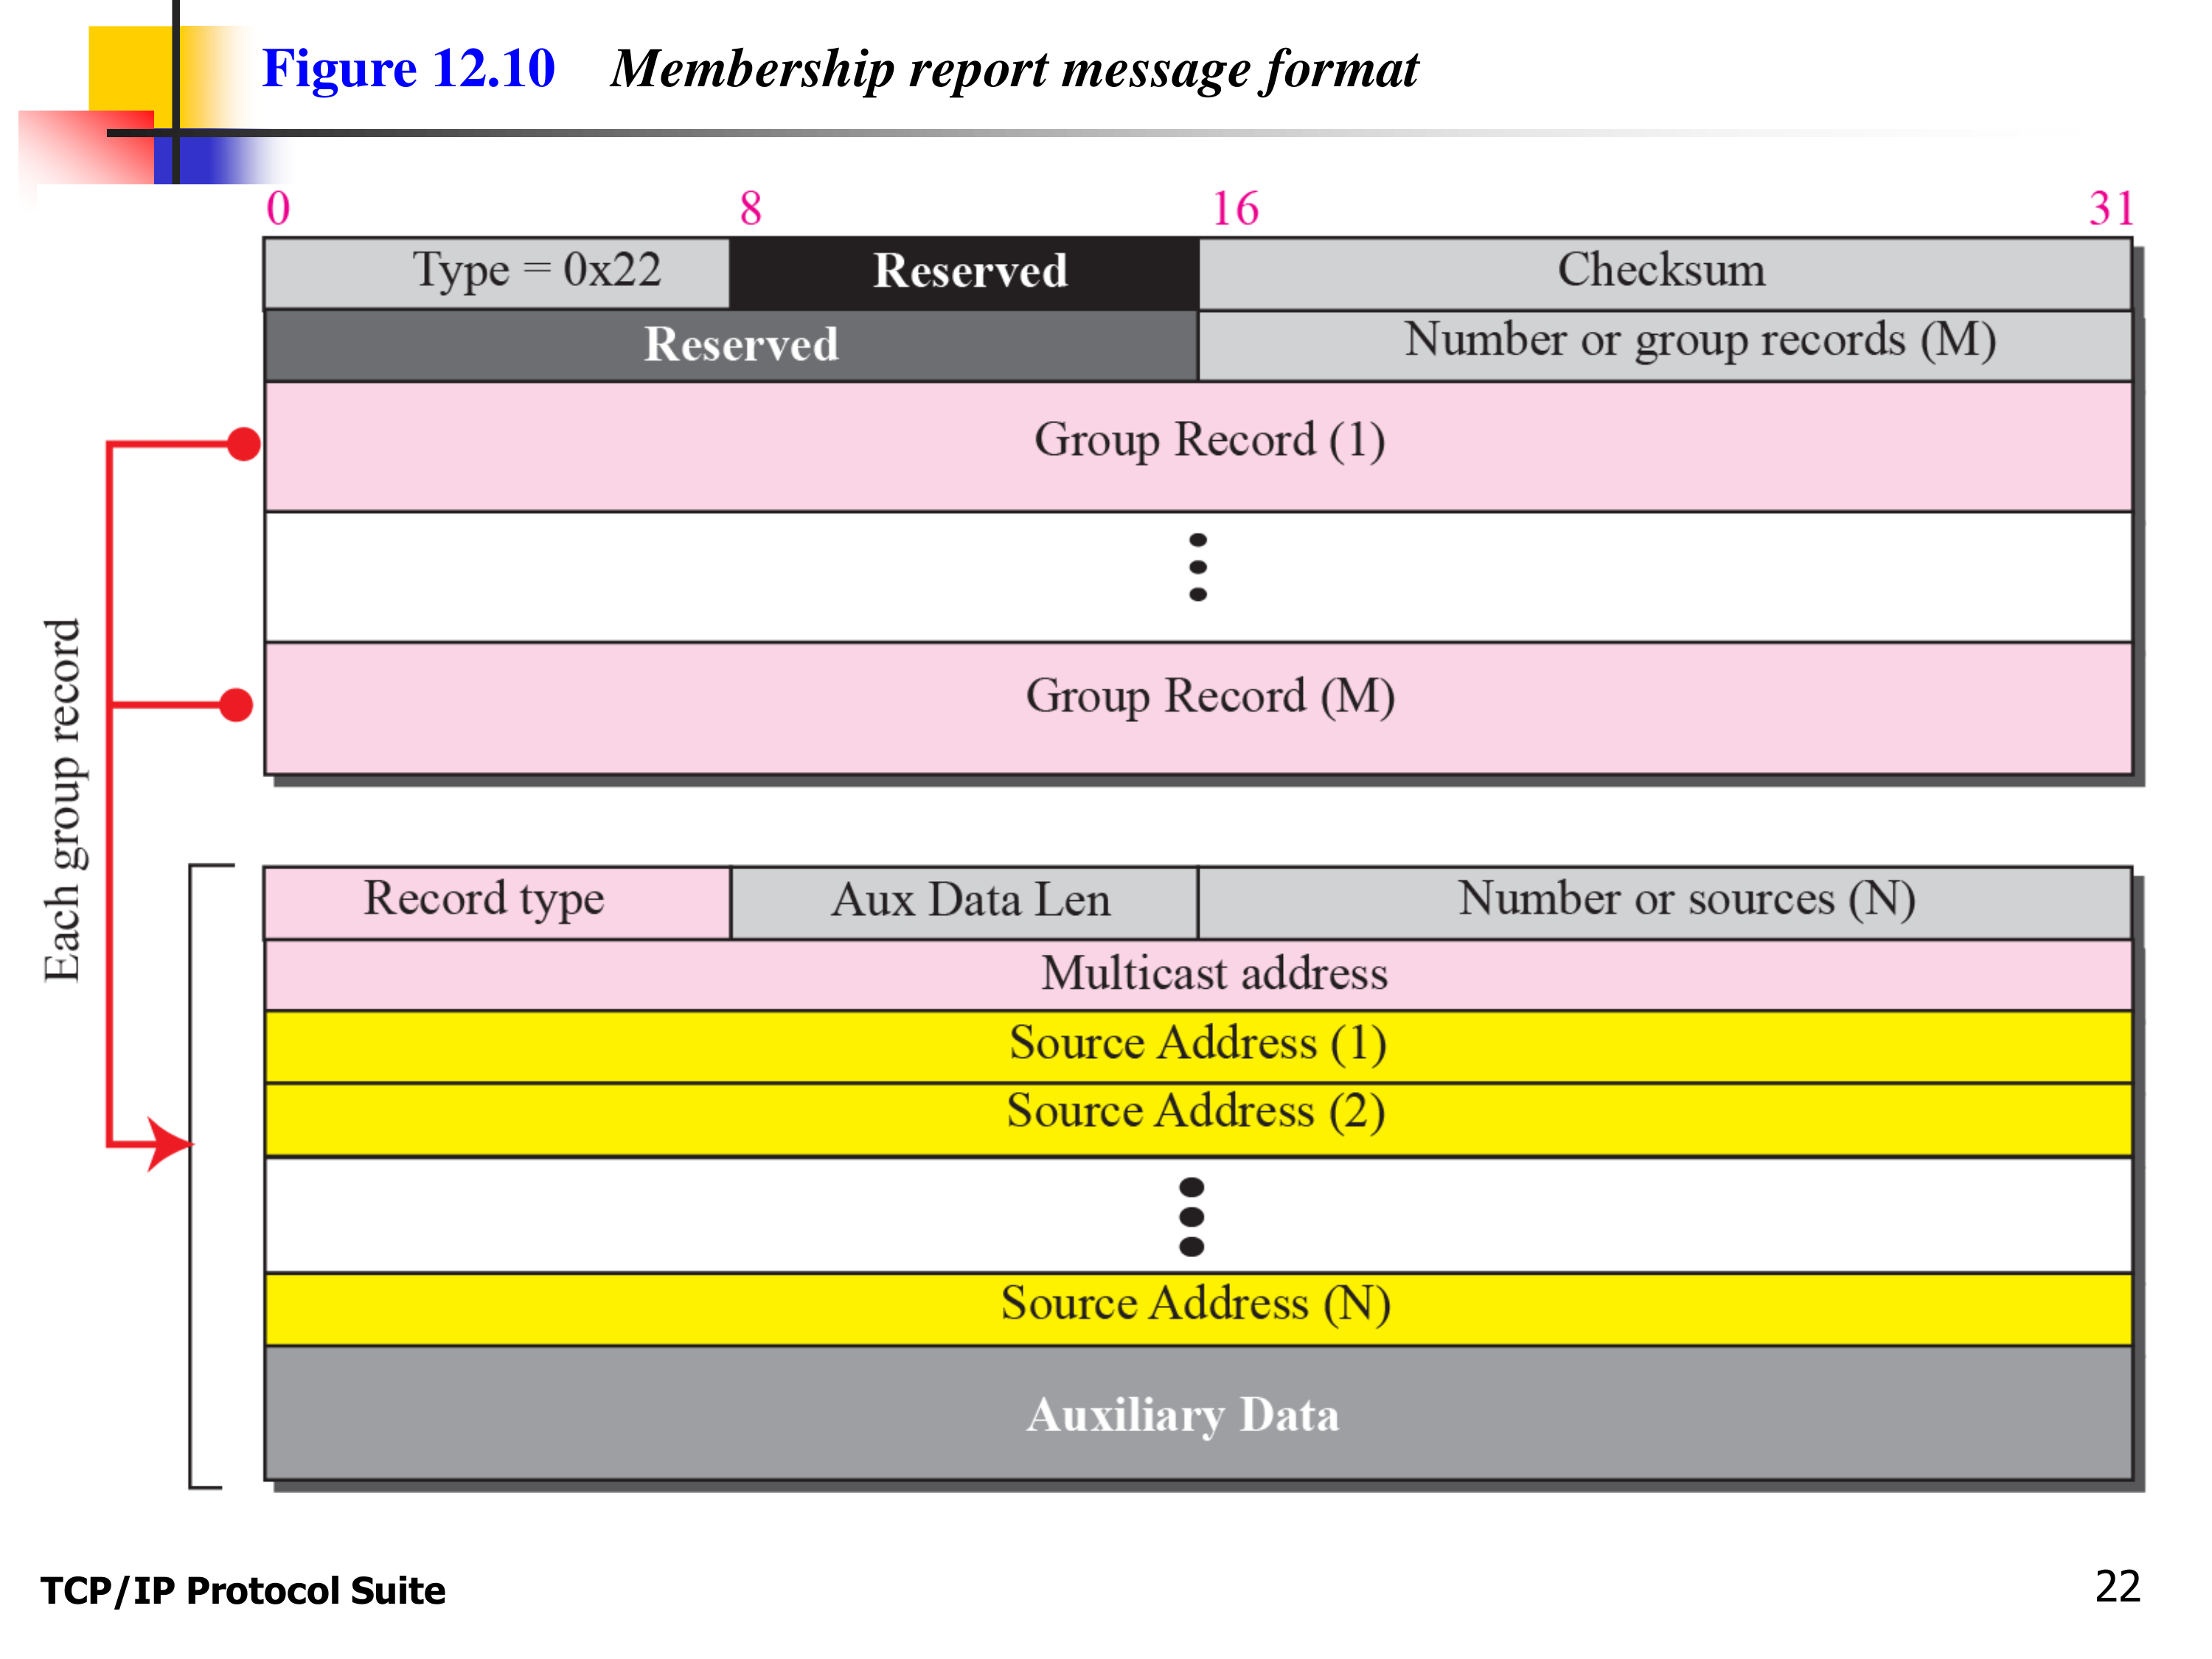 Figure 12.10 Membership report message format
0 8 16 31
Type = 0x22 Reserved Checksum
Reserved Number or group records (M)
Group Record (1)
Group Record (M)
Each group record
Record type Aux Data Len Number or sources (N)
Multicast address
Source Address (1)
Source Address (2)
Source Address (N)
Auxiliary Data
TCP/IP Protocol Suite 22